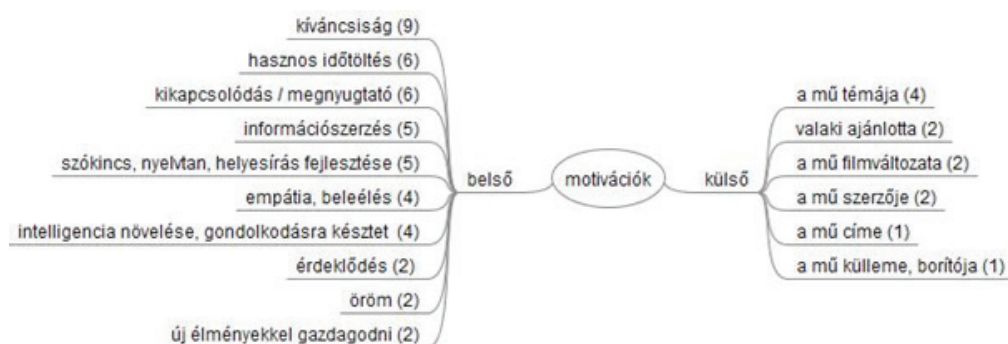 kíváncsiság (9)
hasznos időtöltés (6)
kikapcsolódás / megnyugtató (6)
információszerzés (5)
szókincs, nyelvtan, helyesírás fejlesztése (5)
empátia, beleélés (4)
intelligencia növelése, gondolkodásra késztet (4)
érdeklődés (2)
öröm (2)
új élményekkel gazdagodni (2)
belső
motivációk
külső
a mű témája (4)
valaki ajánlotta (2)
a mű filmváltozata (2)
a mű szerzője (2)
a mű címe (1)
a mű külleme, borítója (1)